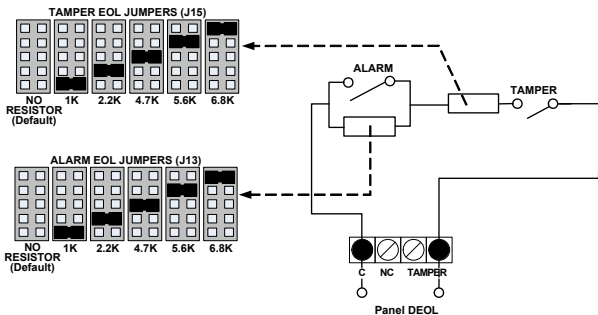 TAMPER EOL JUMPERS (J15)
NO RESISTOR (Default)
1K
2.2K
4.7K
5.6K
6.8K
ALARM
TAMPER
ALARM EOL JUMPERS (J13)
NO RESISTOR (Default)
1K
2.2K
4.7K
5.6K
6.8K
C
NC
TAMPER
Panel DEOL